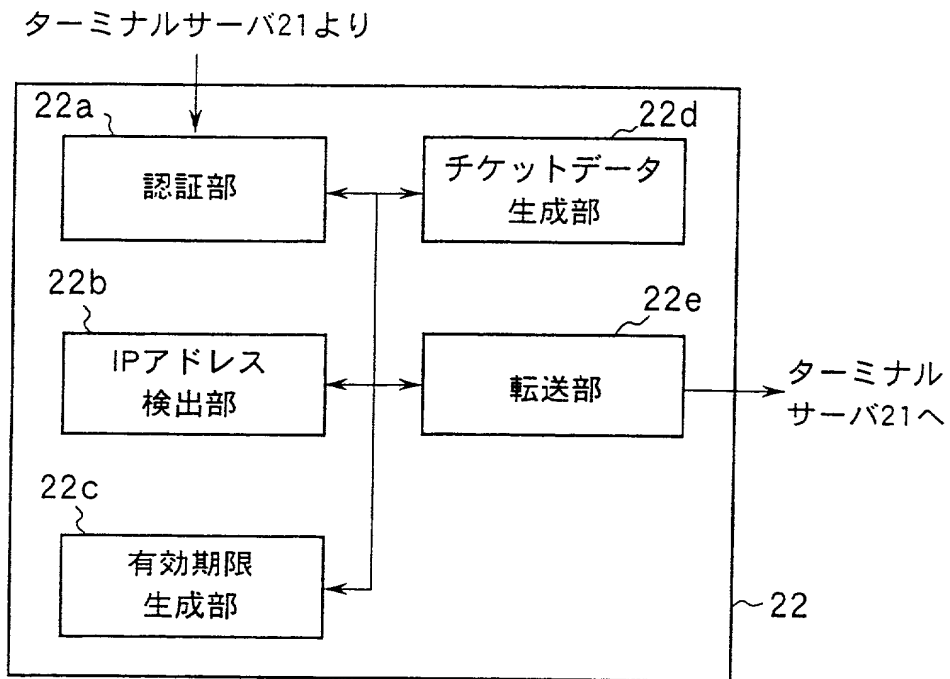 ターミナルサーバ21より
22a
認証部
22d
チケットデータ
生成部
22b
IPアドレス
検出部
22e
転送部
ターミナル
サーバ21へ
22c
有効期限
生成部
22